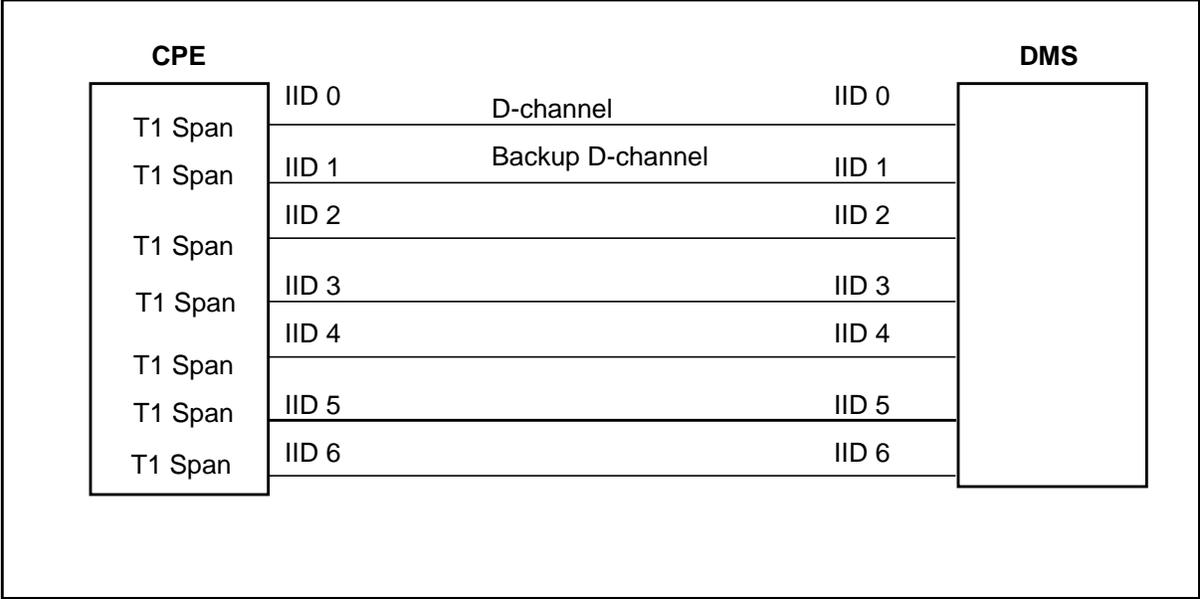 CPE DMS
IID 0 D-channel IID 0
T1 Span
IID 1 Backup D-channel IID 1
T1 Span
IID 2 IID 2
T1 Span
IID 3 IID 3
T1 Span
IID 4 IID 4
T1 Span
IID 5 IID 5
T1 Span
IID 6 IID 6
T1 Span